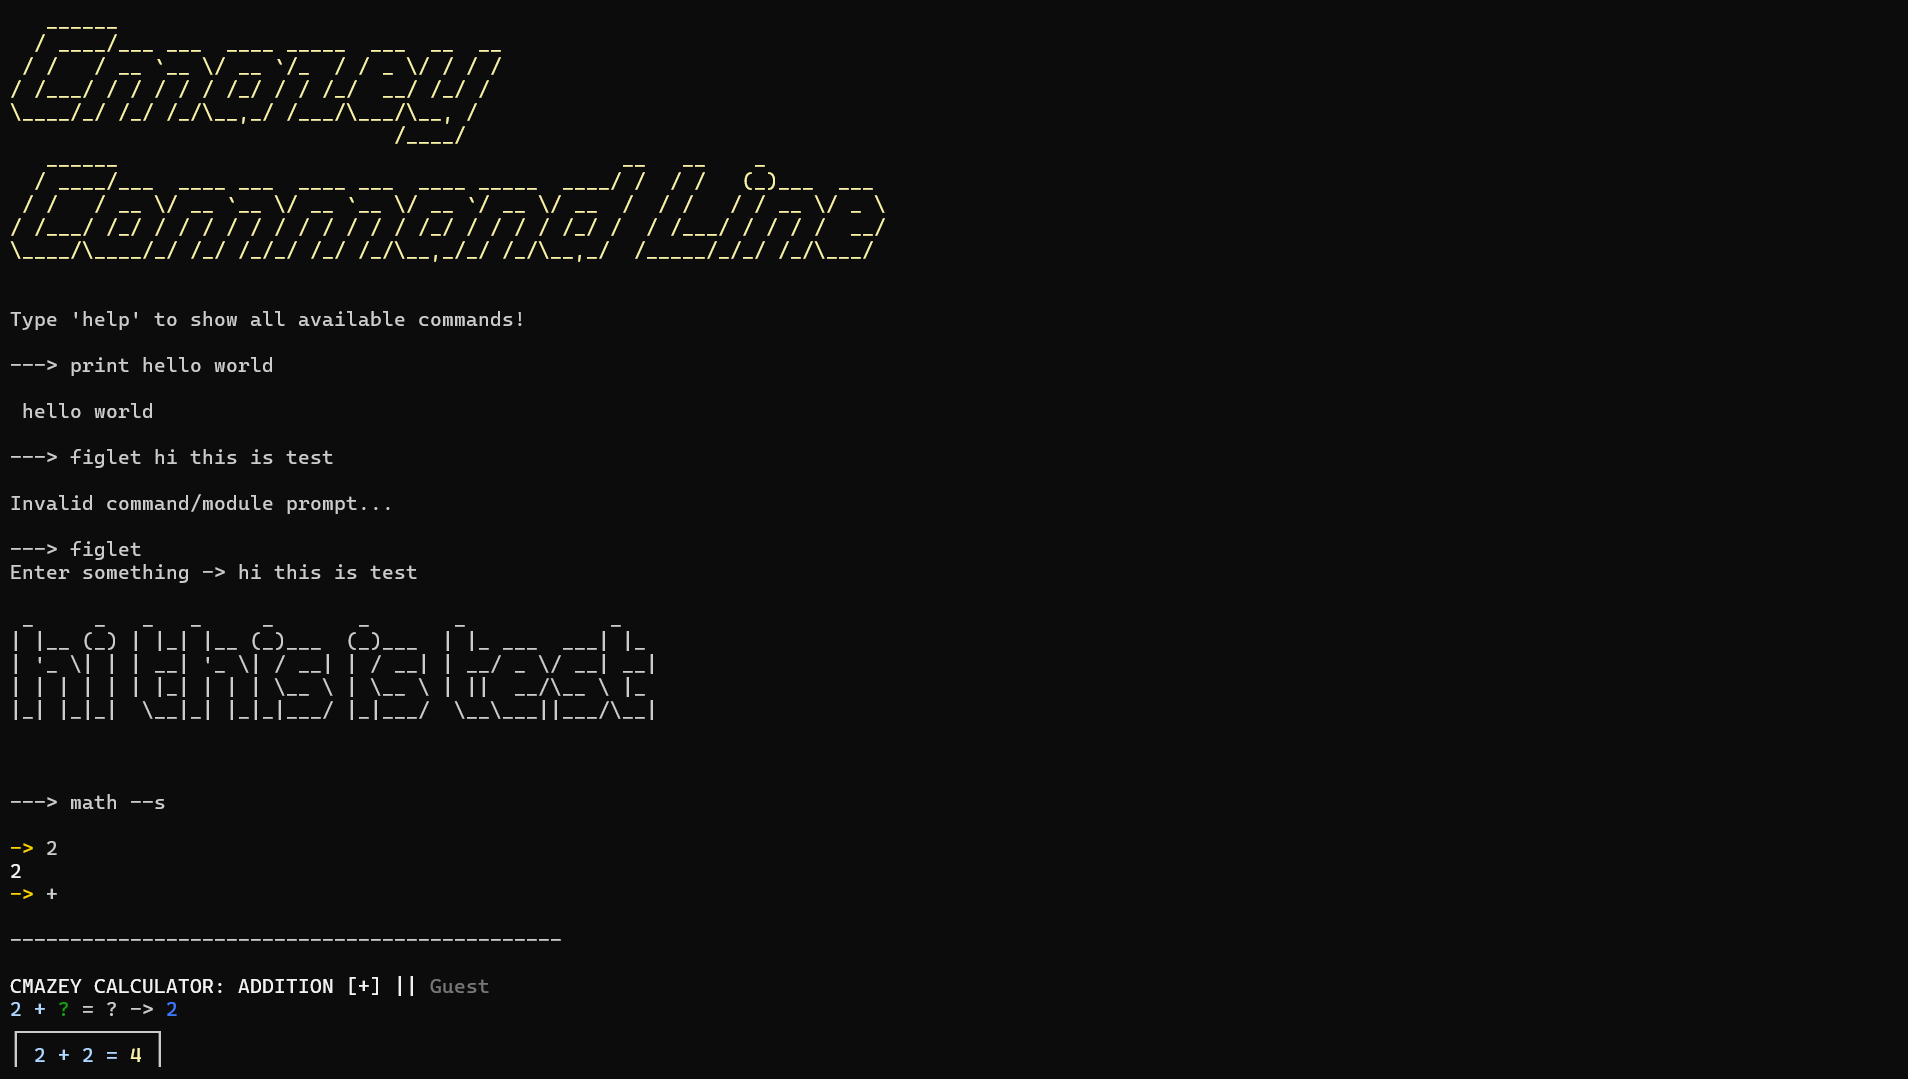 Cmazey
Command Line
Type 'help' to show all available commands!
---> print hello world
hello world
---> figlet hi this is test
Invalid command/module prompt...
---> figlet
Enter something -> hi this is test
hi this is test
---> math --s
-> 2
2
-> +
----------------------------------------------
CMAZEY CALCULATOR: ADDITION [+] || Guest
2 + ? = ? -> 2
2 + 2 = 4